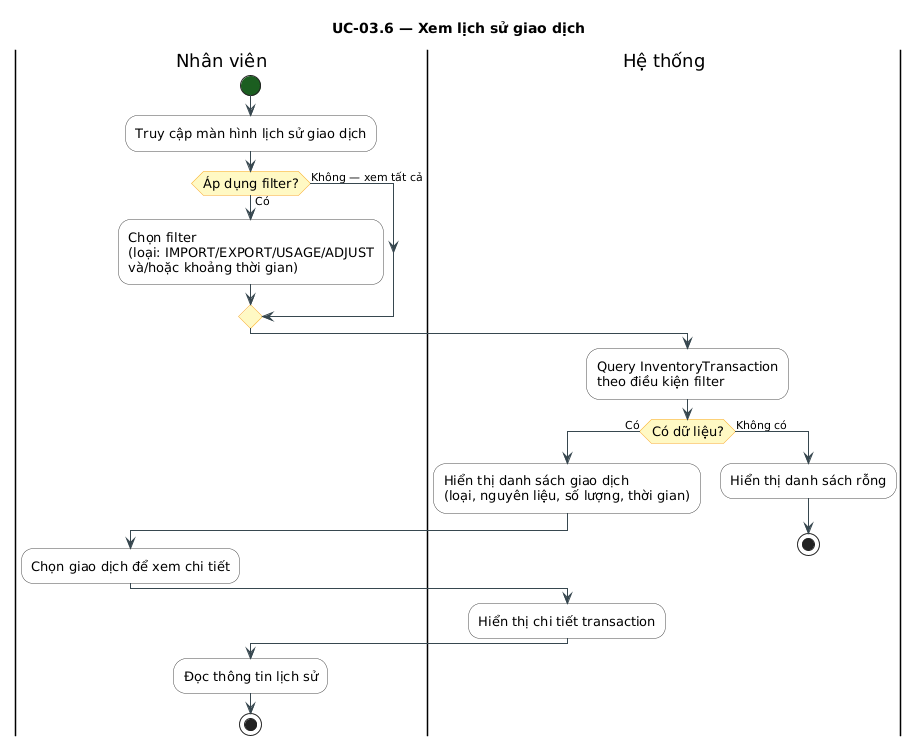 UC-03.6 — Xem lịch sử giao dịch
Nhân viên
Hệ thống
Truy cập màn hình lịch sử giao dịch
Áp dụng filter?
Không — xem tất cả
Có
Chọn filter
(loại: IMPORT/EXPORT/USAGE/ADJUST
và/hoặc khoảng thời gian)
Query InventoryTransaction
theo điều kiện filter
Có
Có dữ liệu?
Không có
Hiển thị danh sách giao dịch
(loại, nguyên liệu, số lượng, thời gian)
Hiển thị danh sách rỗng
Chọn giao dịch để xem chi tiết
Hiển thị chi tiết transaction
Đọc thông tin lịch sử